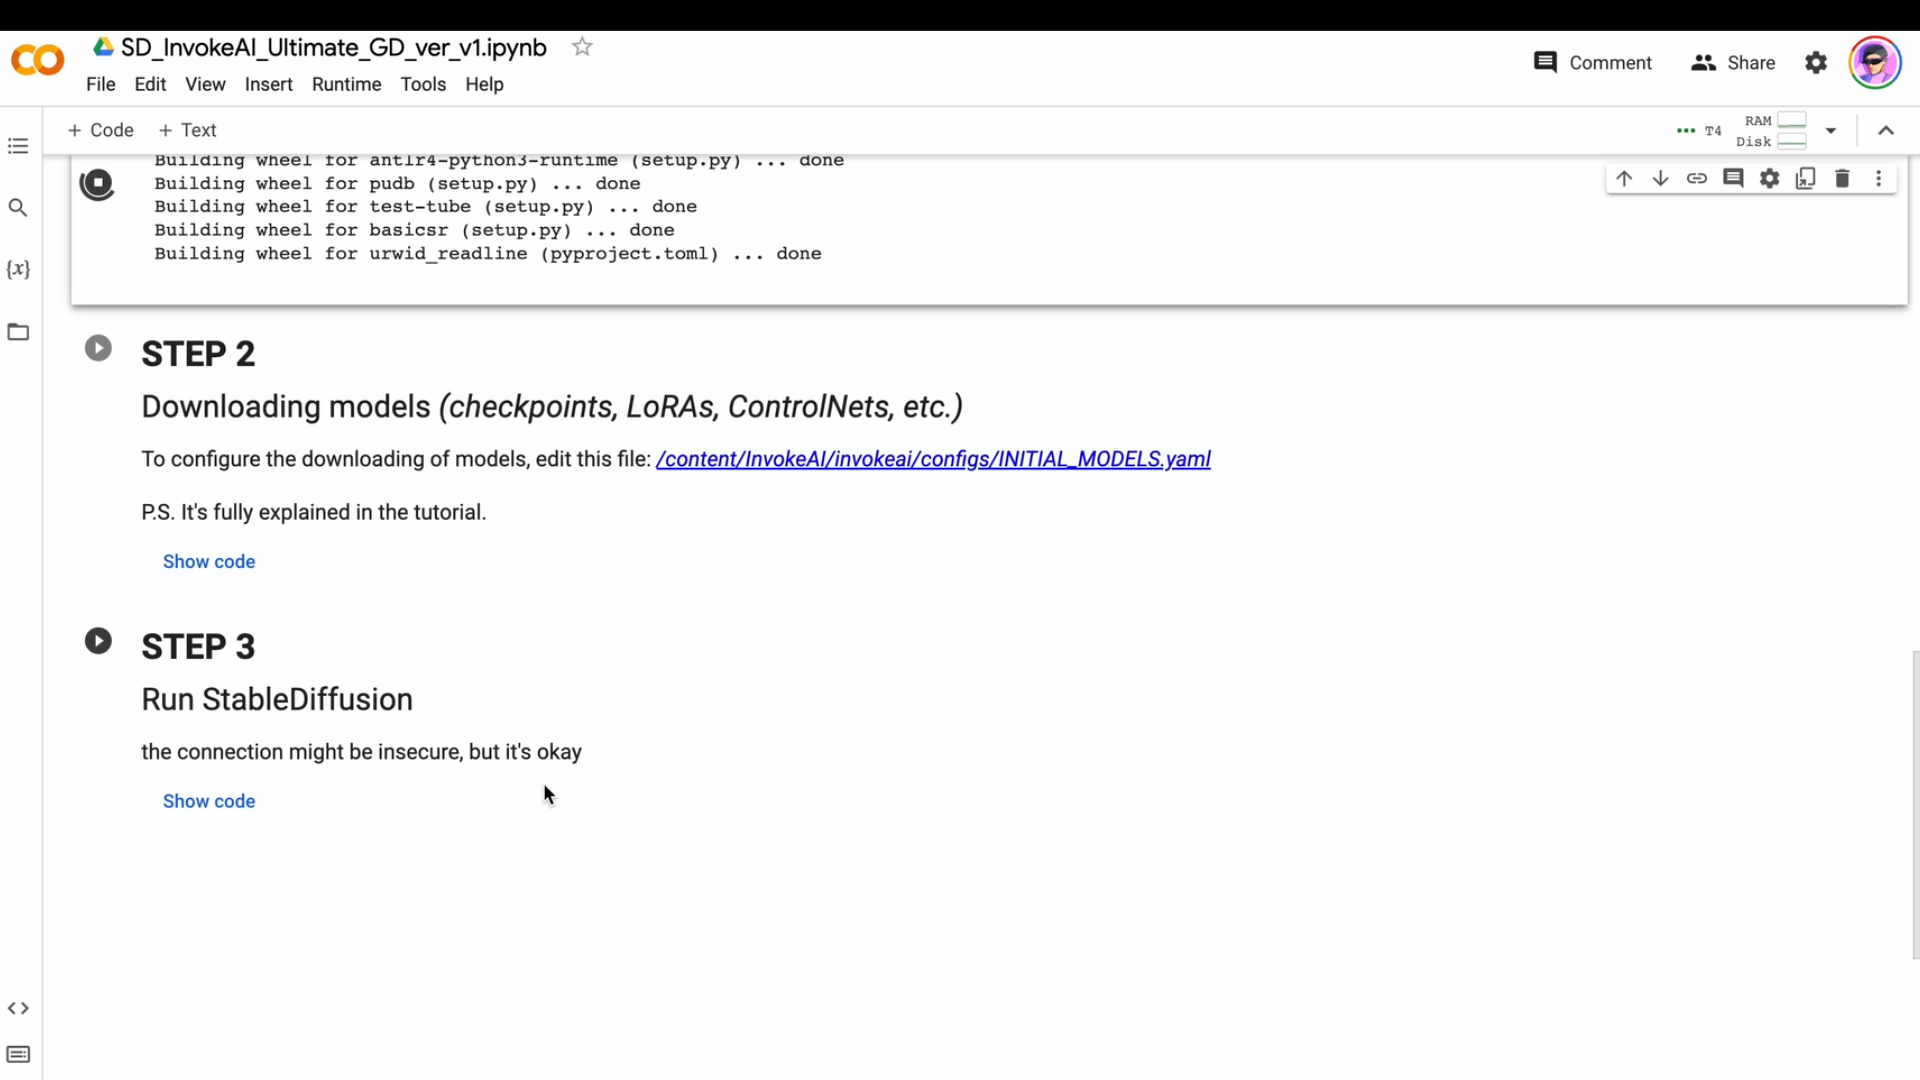 SD_InvokeAI_Ultimate_GD_ver_v1.ipynb
Comment
Share
File Edit View Insert Runtime Tools Help
+ Code + Text
T4
RAM
Disk
Building wheel for antlr4-python3-runtime (setup.py) ... done
Building wheel for pudb (setup.py) ... done
Building wheel for test-tube (setup.py) ... done
Building wheel for basicsr (setup.py) ... done
Building wheel for urwid_readline (pyproject.toml) ... done
{x}
STEP 2
Downloading models (checkpoints, LoRAs, ControlNets, etc.)
To configure the downloading of models, edit this file: /content/InvokeAI/invokeai/configs/INITIAL_MODELS.yaml
P.S. It's fully explained in the tutorial.
Show code
STEP 3
Run StableDiffusion
the connection might be insecure, but it's okay
Show code